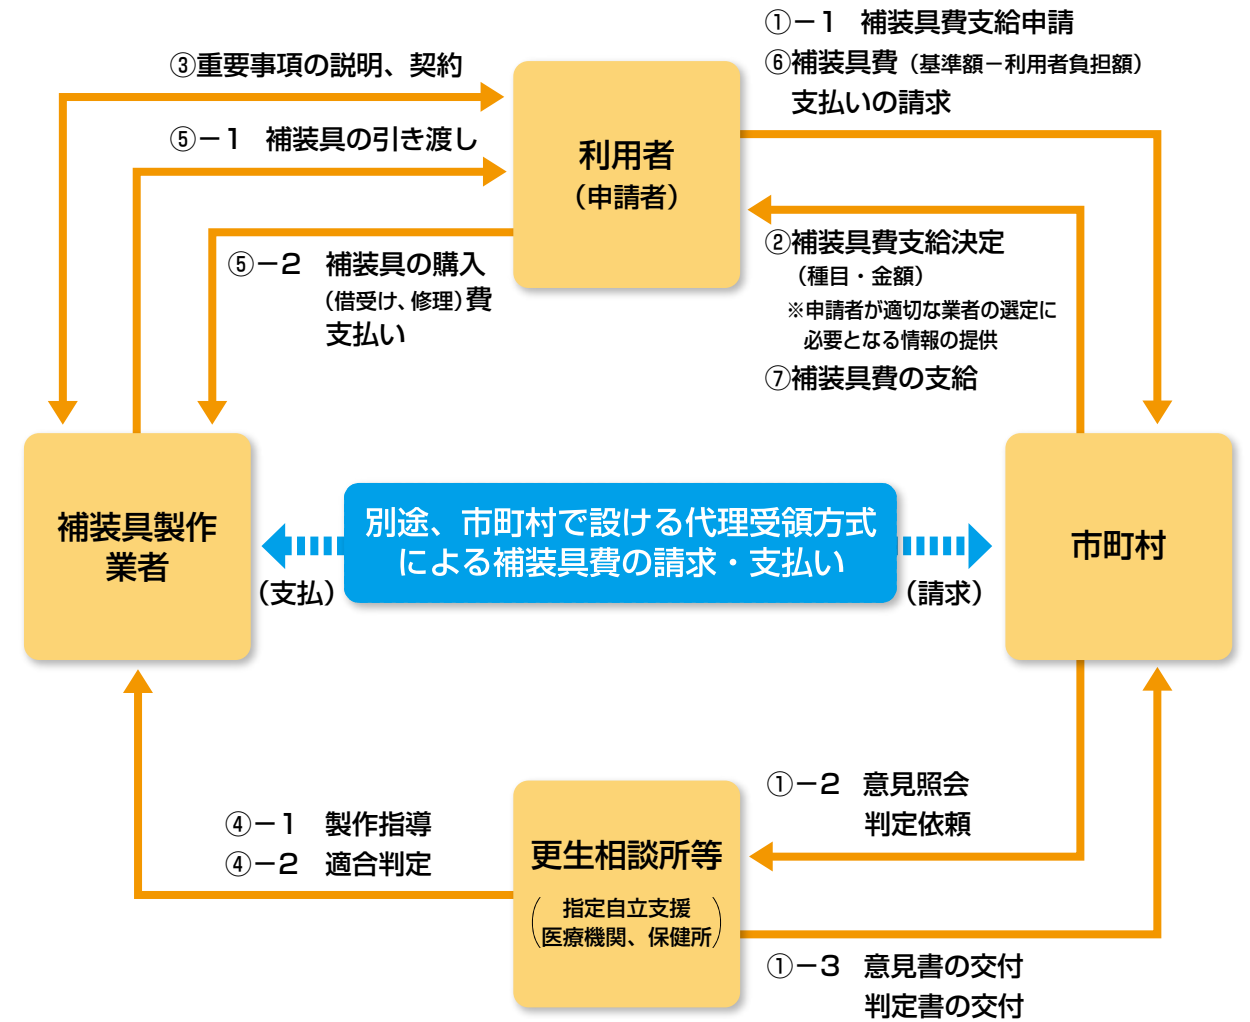 ①－1　補装具費支給申請
⑥補装具費（基準額－利用者負担額）
支払いの請求
③重要事項の説明、契約
⑤－1　補装具の引き渡し
利用者
（申請者）
⑤－2　補装具の購入
（借受け、修理）費
支払い
②補装具費支給決定
（種目・金額）
※申請者が適切な業者の選定に
必要となる情報の提供
⑦補装具費の支給
補装具製作
業者
別途、市町村で設ける代理受領方式
による補装具費の請求・支払い
（支払）
（請求）
市町村
④－1　製作指導
④－2　適合判定
更生相談所等
（指定自立支援
医療機関、保健所）
①－2　意見照会
判定依頼
①－3　意見書の交付
判定書の交付